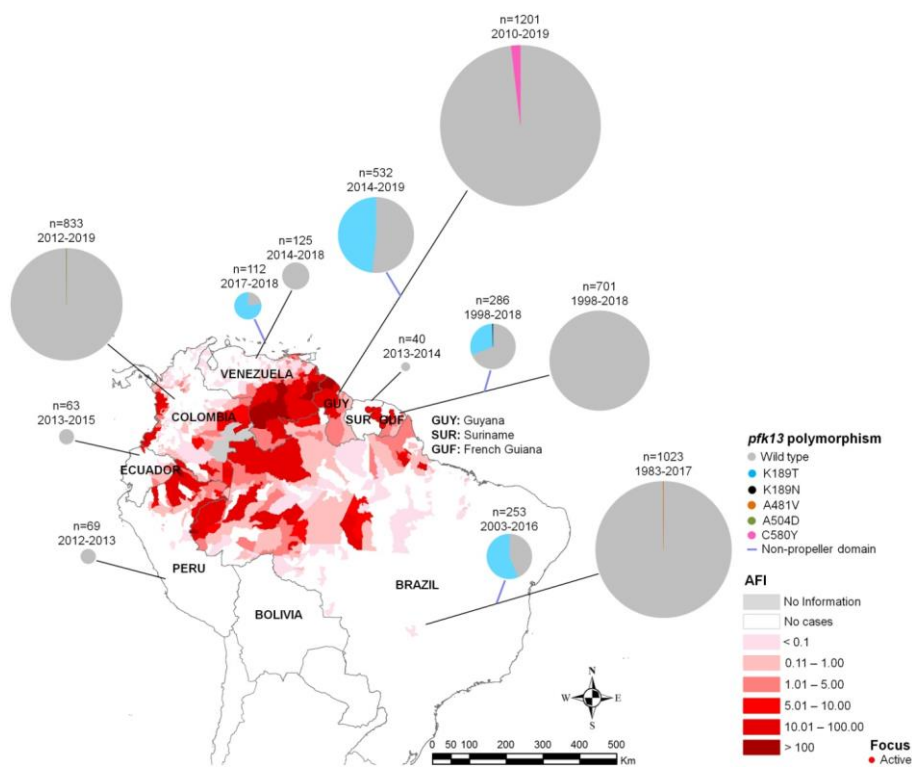 n=1201
2010-2019
n=532
2014-2019
n=833
2012-2019
n=125
2014-2018
n=112
2017-2018
n=701
1998-2018
n=286
1998-2018
n=40
2013-2014
VENEZUELA
GUY
COLOMBIA
SUR
GUF
n=63
2013-2015
GUY: Guyana
SUR: Suriname
GUF: French Guiana
ECUADOR
pfk13 polymorphism
Wild type
K189T
K189N
A481V
A504D
C580Y
Non-propeller domain
n=1023
1983-2017
n=253
2003-2016
n=69
2012-2013
PERU
BRAZIL
BOLIVIA
AFI
No Information
No cases
< 0.1
0.11 – 1.00
1.01 – 5.00
5.01 – 10.00
10.01 – 100.00
> 100
N
W E
S
0 50 100 200 300 400 500
Km
Focus
Active